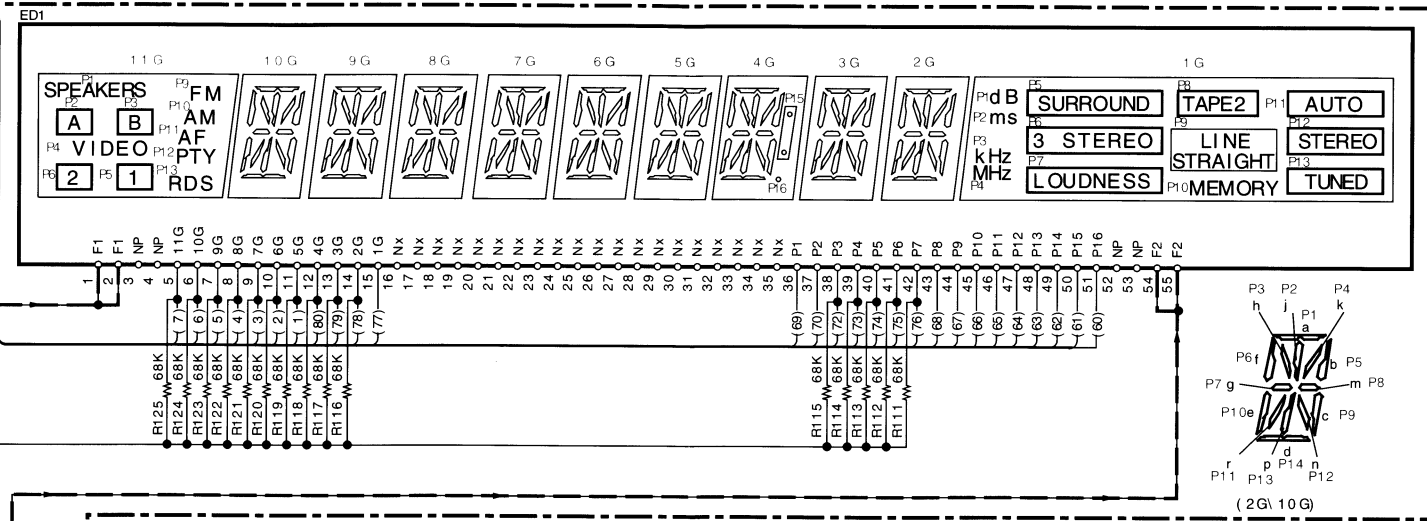 ED1
11G 10G 9G 8G 7G 6G 5G 4G 3G 2G 1G
P1
SPEAKERS
P2 P3
A B
P4 VIDEO
P6 2 P5 1
P9 FM
P10 AM
P11 AF
P12 PTY
P13 RDS
P15
P16
P1 dB
P2 ms
P3 kHz
MHz
P4
P5 SURROUND
P6 3 STEREO
P7 LOUDNESS
P8 TAPE2
P9 LINE
STRAIGHT
P10 MEMORY
P11 AUTO
P12 STEREO
P13 TUNED
F1 F1 NP NP 11G 10G 9G 8G 7G 6G 5G 4G 3G 2G 1G Nx Nx Nx Nx Nx Nx Nx Nx Nx Nx Nx Nx Nx Nx Nx Nx Nx Nx Nx Nx P1 P2 P3 P4 P5 P6 P7 P8 P9 P10 P11 P12 P13 P14 P15 P16 NP NP F2 F2
1 2 3 4 5 6 7 8 9 10 11 12 13 14 15 16 17 18 19 20 21 22 23 24 25 26 27 28 29 30 31 32 33 34 35 36 37 38 39 40 41 42 43 44 45 46 47 48 49 50 51 52 53 54 55
(7) (6) (5) (4) (3) (2) (1) (80) (79) (78) (77) (69) (70) (72) (73) (74) (75) (76) (68) (67) (66) (65) (64) (63) (62) (61) (60)
68K 68K 68K 68K 68K 68K 68K 68K 68K 68K 68K 68K 68K 68K 68K
R125 R124 R123 R122 R121 R120 R119 R118 R117 R116 R115 R114 R113 R112 R111
P3 P2 P4
h j P1 k
a
P6 f b P5
P7 g m P8
P10 e c P9
d
r p P14 n
P11 P13 P12
(2G\10G)